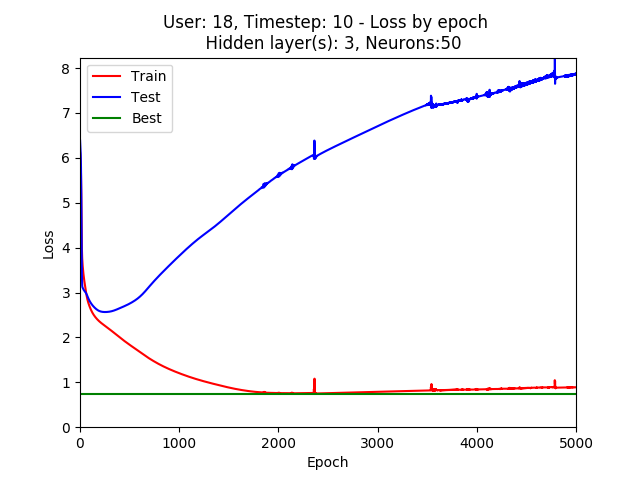 User: 18, Timestep: 10 - Loss by epoch
Hidden layer(s): 3, Neurons:50
Train
Test
Best
8
7
6
5
4
3
2
1
0
Loss
0 1000 2000 3000 4000 5000
Epoch